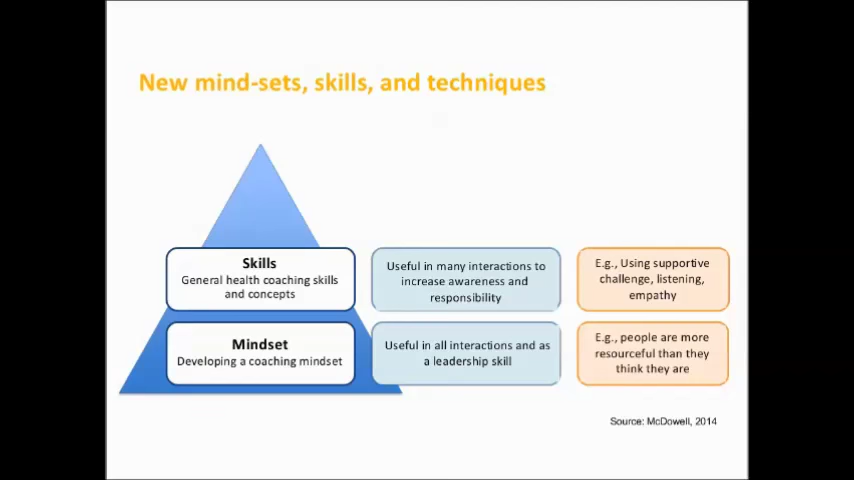 New mind-sets, skills, and techniques
Skills
General health coaching skills
and concepts
Useful in many interactions to
increase awareness and
responsibility
E.g., Using supportive
challenge, listening,
empathy
Mindset
Developing a coaching mindset
Useful in all interactions and as
a leadership skill
E.g., people are more
resourceful than they
think they are
Source: McDowell, 2014